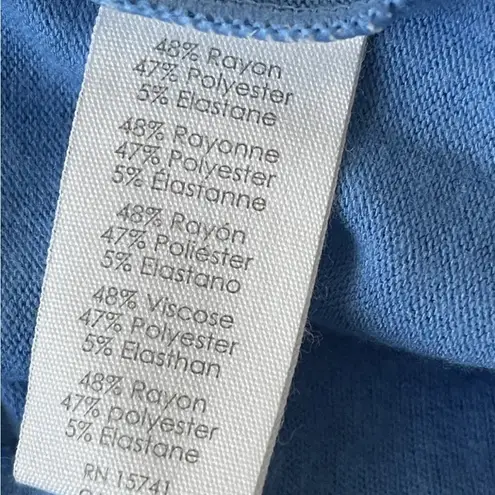 48% Rayon
47% Polyester
5% Elastane
48% Rayonne
47% Polyester
5% Élastanne
48% Rayón
47% Poliéster
5% Elastano
48% Viscose
47% Polyester
5% Elasthan
48% Rayon
47% polyester
5% Elastane
RN 15741